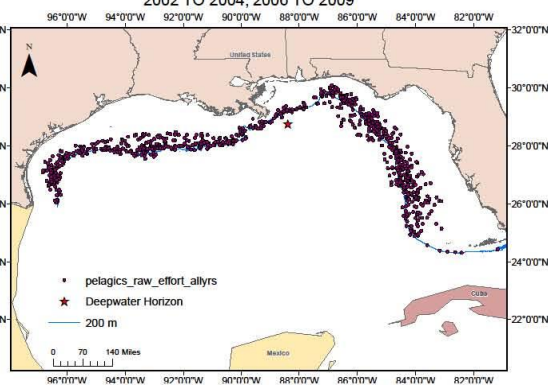 2002 TO 2004, 2006 TO 2009
96°0'0"W 94°0'0"W 92°0'0"W 90°0'0"W 88°0'0"W 86°0'0"W 84°0'0"W 82°0'0"W
32°0'0"N
N
United States
30°0'0"N
28°0'0"N
26°0'0"N
24°0'0"N
pelagics_raw_effort_allyrs
Deepwater Horizon
Cuba
200 m
22°0'0"N
0 70 140 Miles
Mexico
96°0'0"W 94°0'0"W 92°0'0"W 90°0'0"W 88°0'0"W 86°0'0"W 84°0'0"W 82°0'0"W